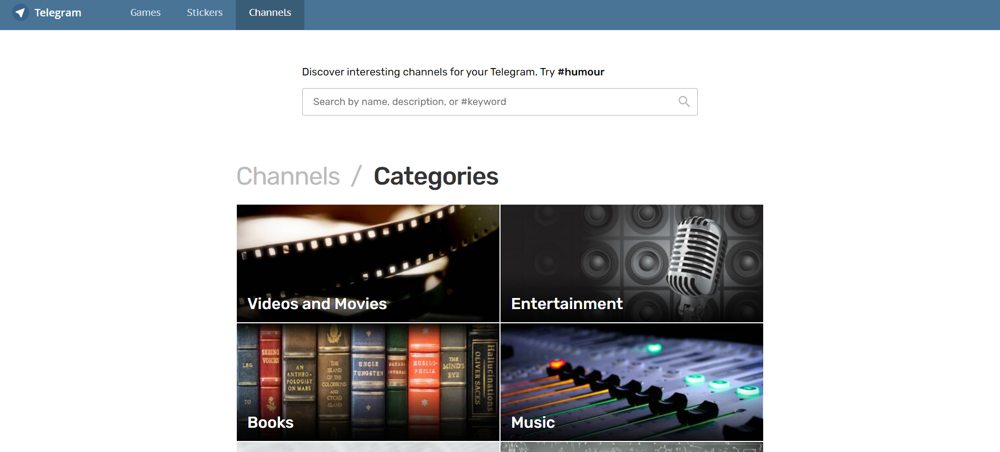 Telegram
Games
Stickers
Channels
Discover interesting channels for your Telegram. Try #humour
Search by name, description, or #keyword
Channels / Categories
Videos and Movies
Entertainment
LEG
TO
SEEING
VOICES
AN
ANTHRO-
POLOGIST
ON MARS
THE
ISLAND
OF THE
COLORBLIND
AND
CYCAD
ISLAND
UNCLE
TUNGSTEN
OAXACA
JOURNAL
MUSICO-
PHILIA
THE
MIND'S
EYE
Hallucinations
OLIVER SACKS
Books
Music